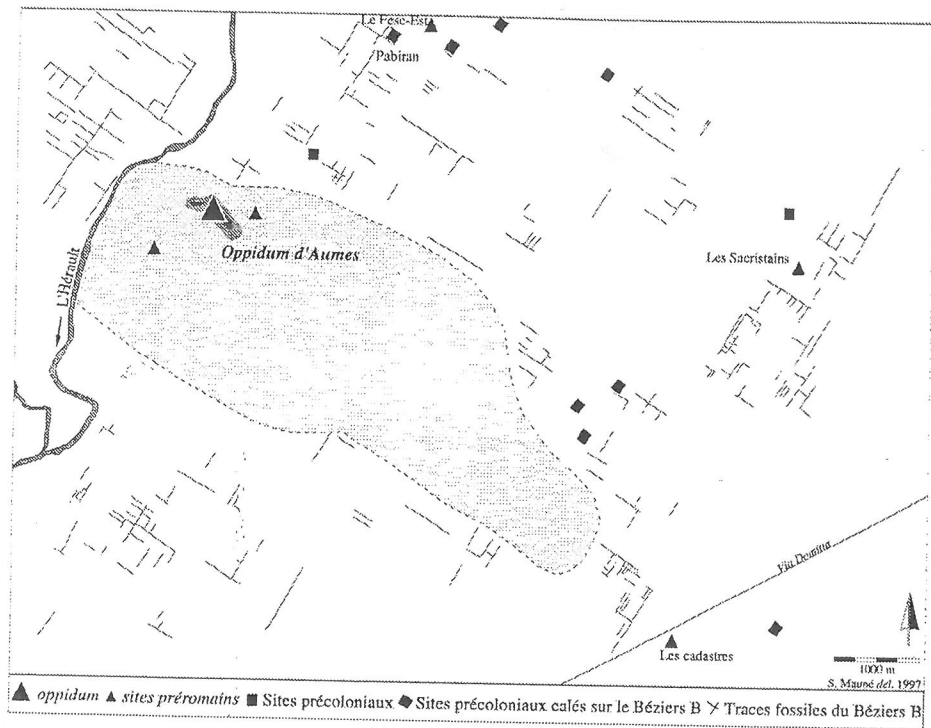 Le Fesc-Est
Pabiran
Oppidum d'Aumes
L'Hérault
Les Sacristains
Via Domitia
Les cadastres
1000 m
S. Mauné del. 1997
oppidum sites préromains Sites précoloniaux Sites précoloniaux calés sur le Béziers B Traces fossiles du Béziers B